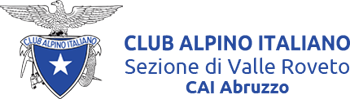 CLUB ALPINO ITALIANO
CLUB ALPINO ITALIANO
Sezione di Valle Roveto
CAI Abruzzo